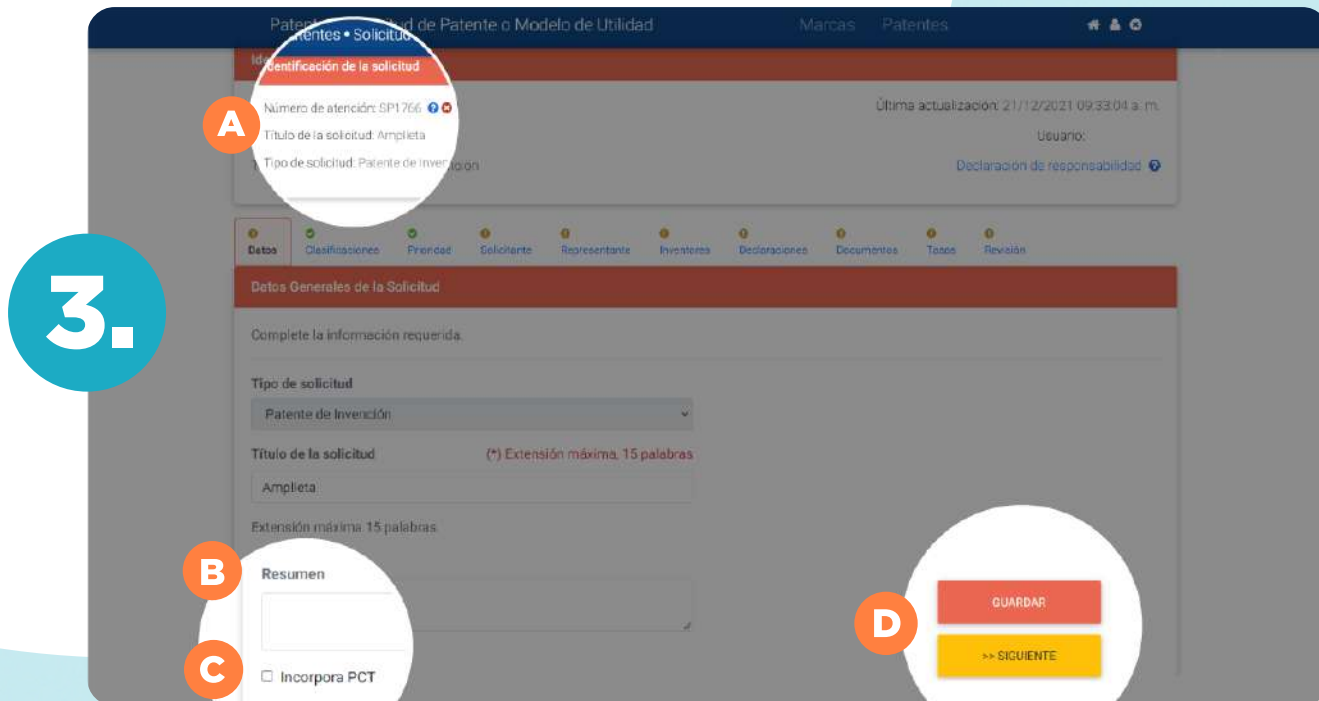 Patentes • Solicitud de Patente o Modelo de Utilidad
Marcas Patentes
Identificación de la solicitud
A
Número de atención: SP1766
Título de la solicitud: Amplieta
Tipo de solicitud: Patente de Invención
Última actualización: 21/12/2021 09:33:04 a. m.
Usuario:
Declaración de responsabilidad
3.
Datos Clasificaciones Prioridad Solicitante Representante Inventores Declaraciones Documentos Tasas Revisión
Datos Generales de la Solicitud
Complete la información requerida.
Tipo de solicitud
Patente de Invención
Título de la solicitud (*) Extensión máxima, 15 palabras
Amplieta
Extensión máxima 15 palabras.
B
Resumen
C
Incorpora PCT
D
GUARDAR
>> SIGUIENTE